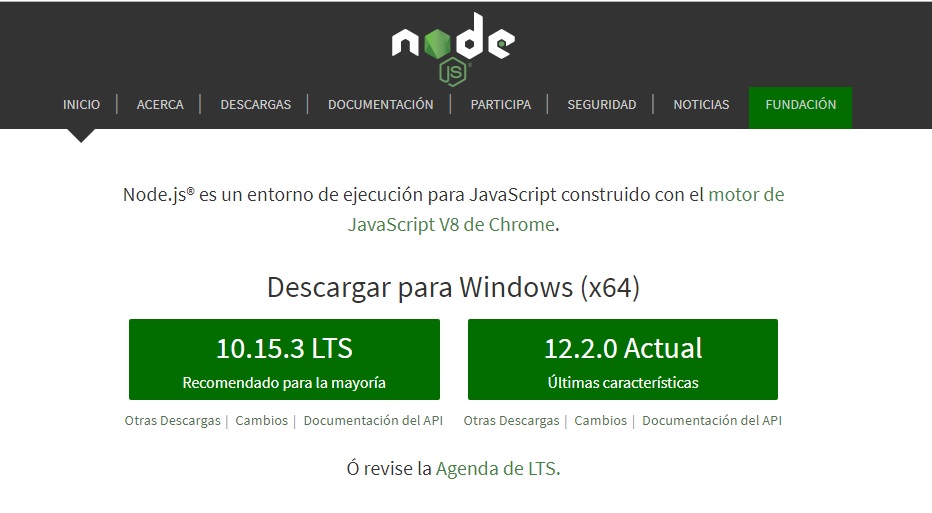 node
JS
INICIO | ACERCA | DESCARGAS | DOCUMENTACIÓN | PARTICIPA | SEGURIDAD | NOTICIAS FUNDACIÓN
Node.js® es un entorno de ejecución para JavaScript construido con el motor de
JavaScript V8 de Chrome.
Descargar para Windows (x64)
10.15.3 LTS
Recomendado para la mayoría
12.2.0 Actual
Últimas características
Otras Descargas | Cambios | Documentación del API
Otras Descargas | Cambios | Documentación del API
Ó revise la Agenda de LTS.